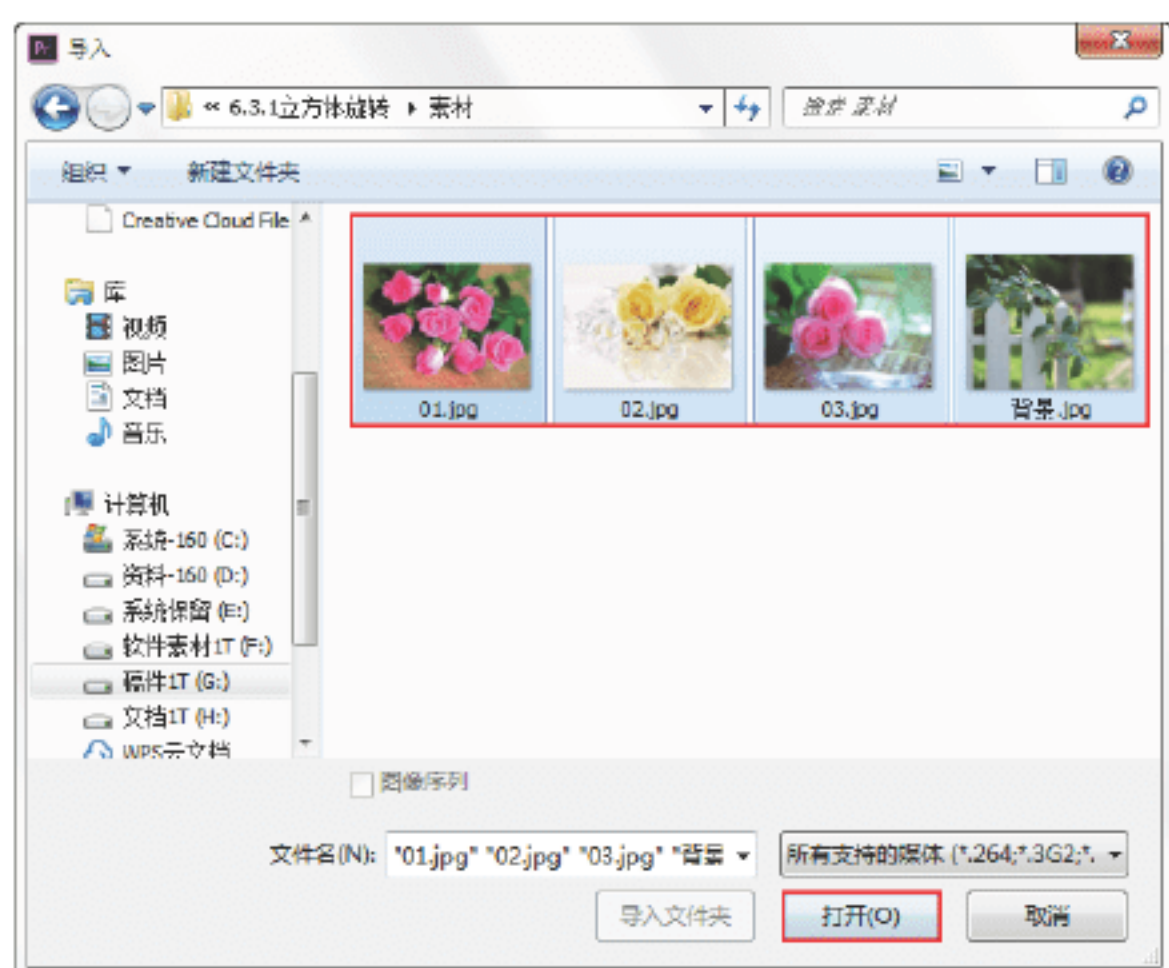 Pr 导入
« 6.3.1立方体旋转 ▸ 素材 搜索 素材
组织 新建文件夹
Creative Cloud File
库
视频
图片
文档
音乐
计算机
系统-160 (C:)
资料-160 (D:)
系统保留 (E:)
软件素材1T (F:)
稿件1T (G:)
文档1T (H:)
WPS云文档
01.jpg 02.jpg 03.jpg 背景.jpg
图像序列
文件名(N): "01.jpg" "02.jpg" "03.jpg" "背景 所有支持的媒体 (*.264;*.3G2;*.
导入文件夹 打开(O) 取消